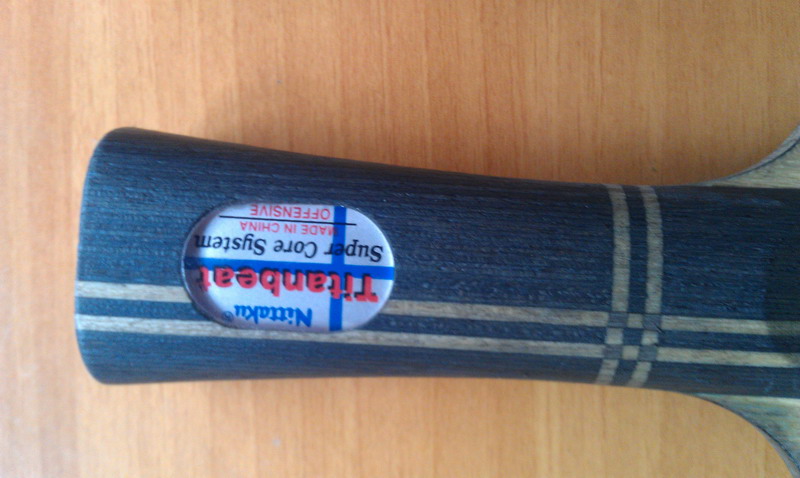 Nittaku®
Titanbeat
Super Core System
MADE IN CHINA
OFFENSIVE